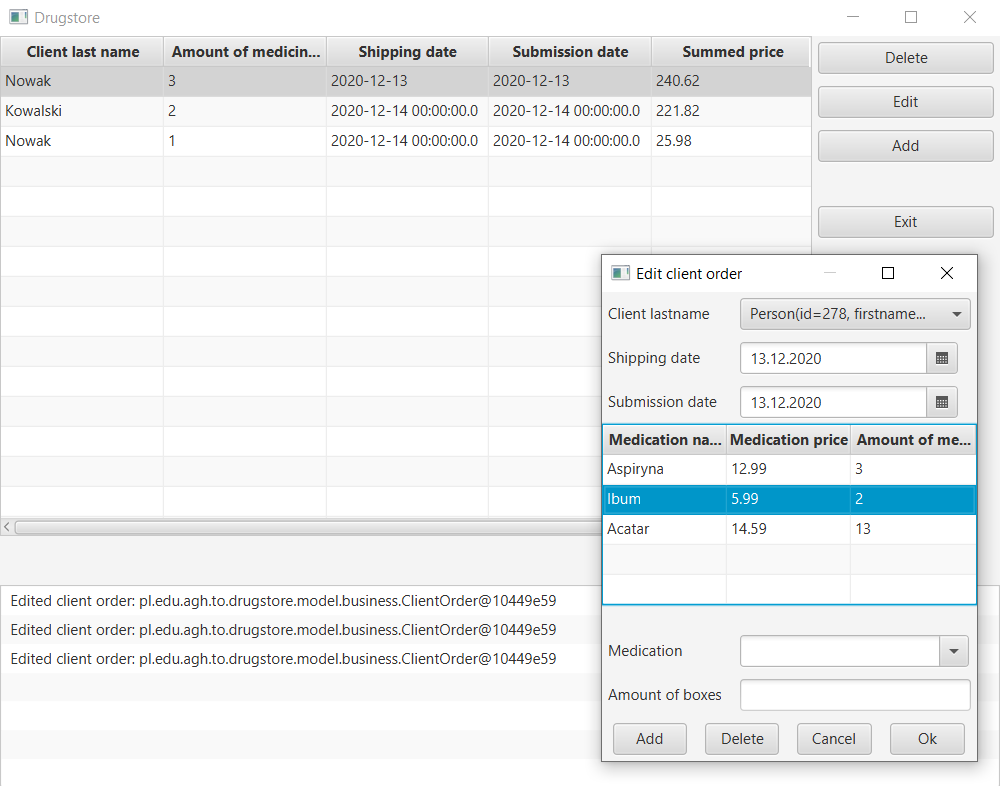 Drugstore
Client last name Amount of medicin... Shipping date Submission date Summed price
Nowak 3 2020-12-13 2020-12-13 240.62
Kowalski 2 2020-12-14 00:00:00.0 2020-12-14 00:00:00.0 221.82
Nowak 1 2020-12-14 00:00:00.0 2020-12-14 00:00:00.0 25.98
Delete
Edit
Add
Exit
Edit client order
Client lastname Person(id=278, firstname...
Shipping date 13.12.2020
Submission date 13.12.2020
Medication na... Medication price Amount of me...
Aspiryna 12.99 3
Ibum 5.99 2
Acatar 14.59 13
Medication
Amount of boxes
Add Delete Cancel Ok
Edited client order: pl.edu.agh.to.drugstore.model.business.ClientOrder@10449e59
Edited client order: pl.edu.agh.to.drugstore.model.business.ClientOrder@10449e59
Edited client order: pl.edu.agh.to.drugstore.model.business.ClientOrder@10449e59